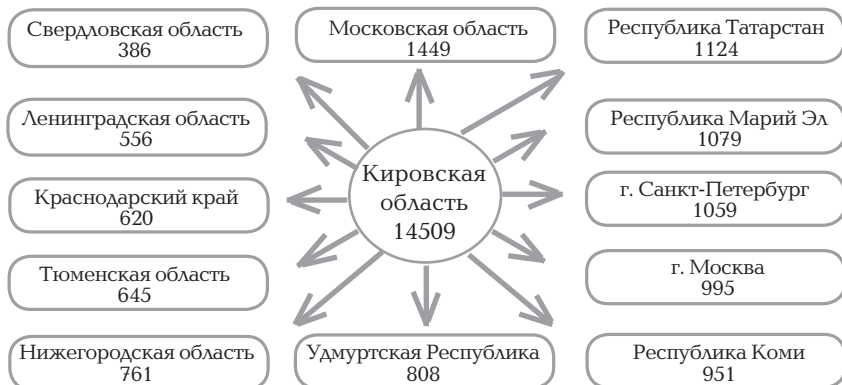 Свердловская область
386
Московская область
1449
Республика Татарстан
1124
Ленинградская область
556
Республика Марий Эл
1079
Кировская
область
14509
Краснодарский край
620
г. Санкт-Петербург
1059
Тюменская область
645
г. Москва
995
Нижегородская область
761
Удмуртская Республика
808
Республика Коми
951